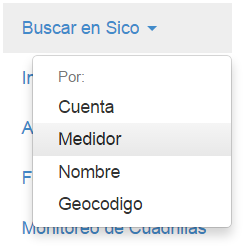 Buscar en Sico
Por:
Cuenta
Medidor
Nombre
Geocodigo
Monitoreo de Cuadrillas